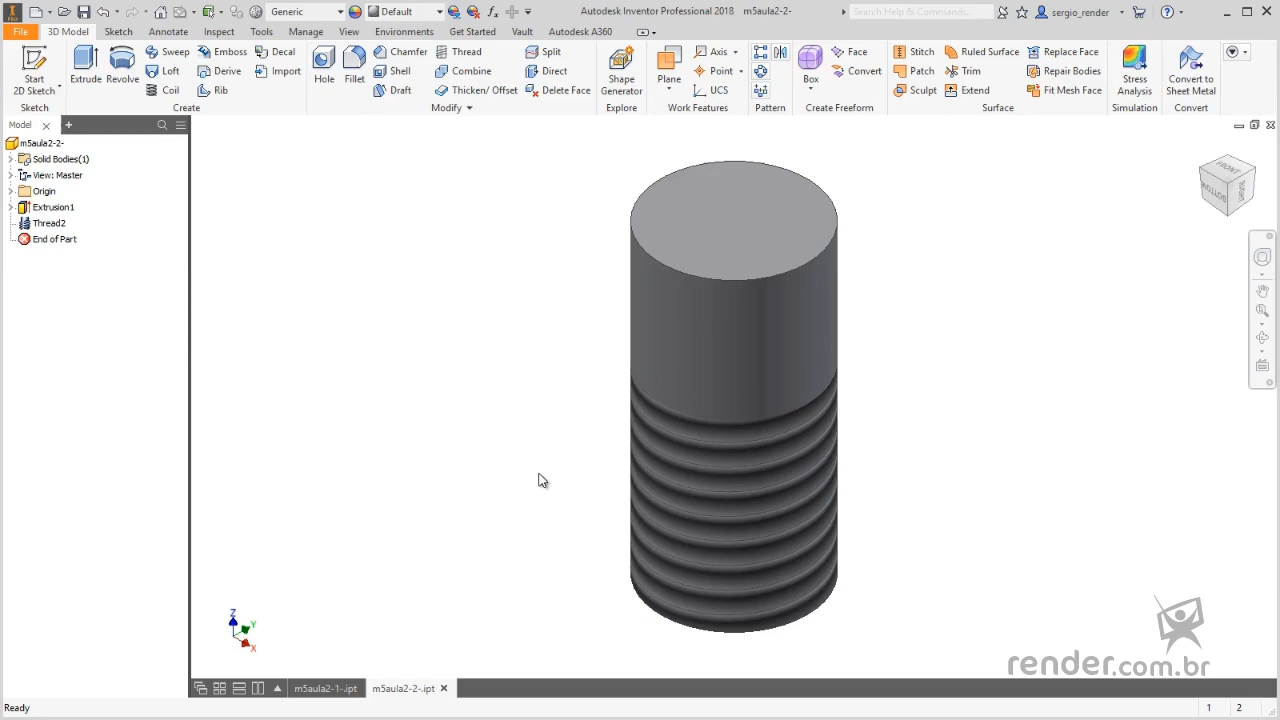 Generic
Default
Autodesk Inventor Professional 2018 m5aula2-2-
Search Help & Commands...
sergio_render
File 3D Model Sketch Annotate Inspect Tools Manage View Environments Get Started Vault Autodesk A360
Start
2D Sketch
Sketch
Extrude
Revolve
Sweep
Loft
Coil
Emboss
Derive
Rib
Decal
Import
Create
Hole
Fillet
Chamfer
Shell
Draft
Thread
Combine
Thicken/ Offset
Split
Direct
Delete Face
Modify
Shape
Generator
Explore
Plane
Axis
Point
UCS
Work Features
Pattern
Box
Face
Convert
Create Freeform
Stitch
Patch
Sculpt
Ruled Surface
Trim
Extend
Replace Face
Repair Bodies
Fit Mesh Face
Surface
Stress
Analysis
Simulation
Convert to
Sheet Metal
Convert
Model
m5aula2-2-
Solid Bodies(1)
View: Master
Origin
Extrusion1
Thread2
End of Part
FRONT
BOTTOM
Z
Y
X
render.com.br
m5aula2-1-.ipt
m5aula2-2-.ipt
Ready
1 2